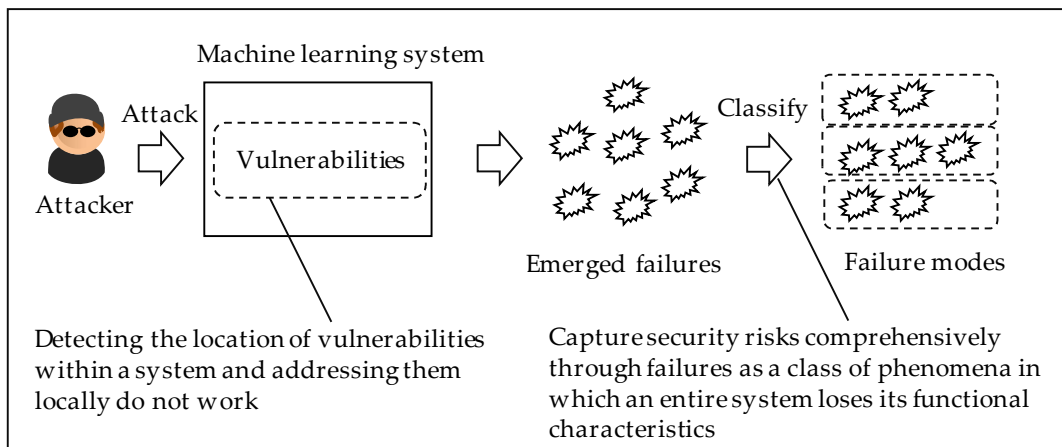 Machine learning system
Attack
Classify
Vulnerabilities
Attacker
Emerged failures
Failure modes
Detecting the location of vulnerabilities
within a system and addressing them
locally do not work
Capture security risks comprehensively
through failures as a class of phenomena in
which an entire system loses its functional
characteristics